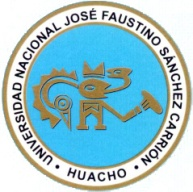 UNIVERSIDAD NACIONAL JOSÉ FAUSTINO SÁNCHEZ CARRIÓN
· HUACHO ·